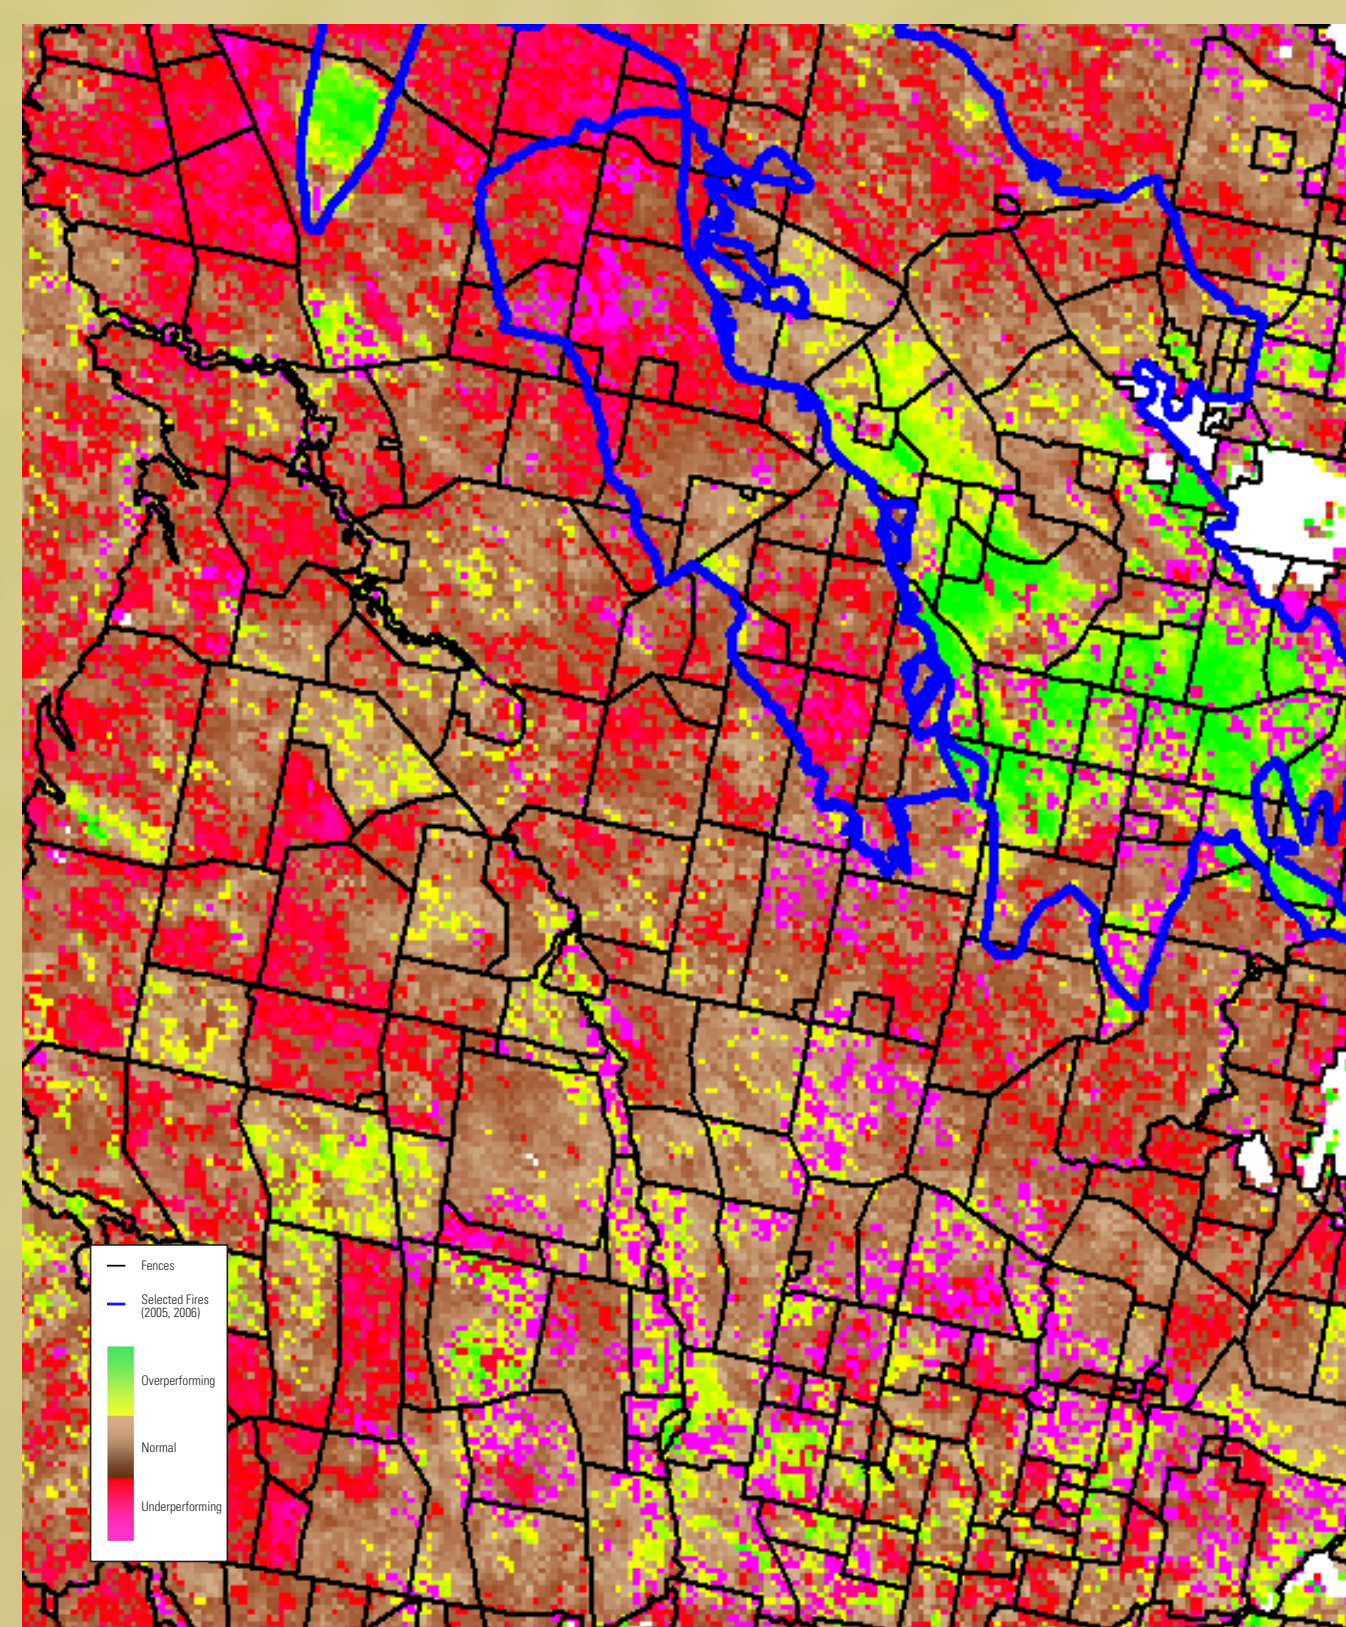 Fences
Selected Fires
(2005, 2006)
Overperforming
Normal
Underperforming